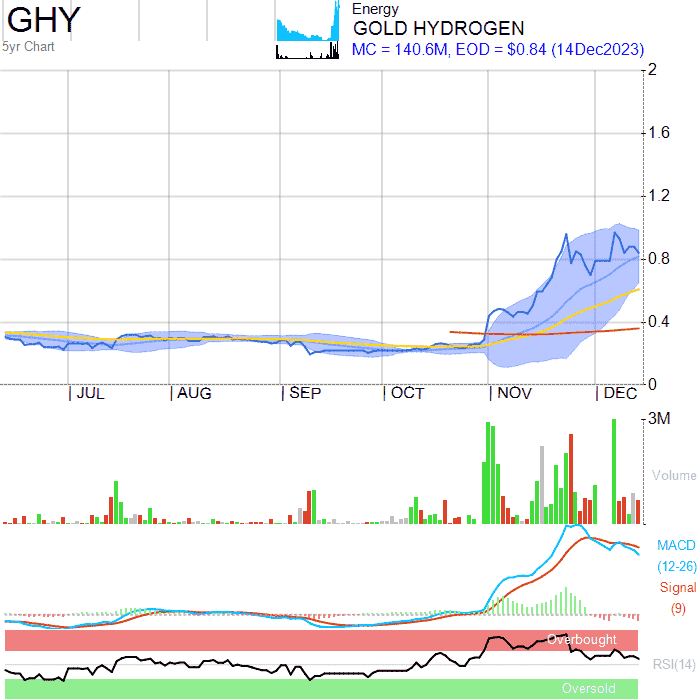 GHY
5yr Chart
Energy
GOLD HYDROGEN
MC = 140.6M, EOD = $0.84 (14Dec2023)
2
1.6
1.2
0.8
0.4
0
JUL AUG SEP OCT NOV DEC
3M
Volume
MACD
(12-26)
Signal
(9)
Overbought
RSI(14)
Oversold